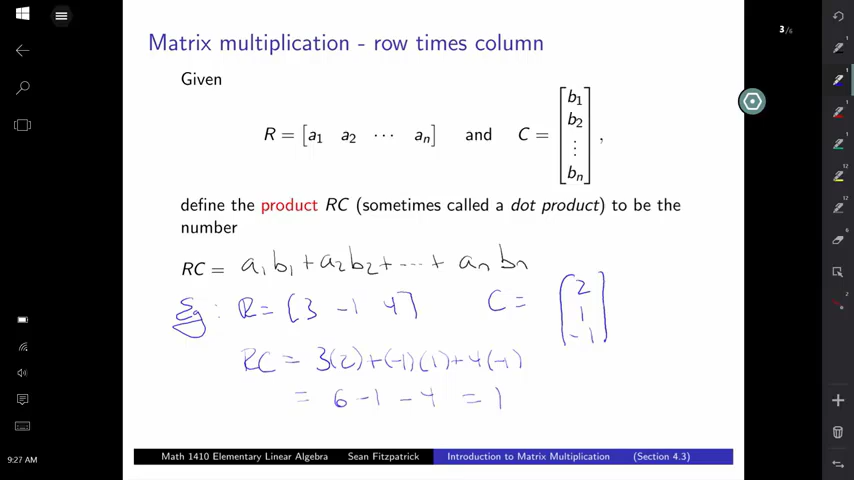 3/6
Matrix multiplication - row times column
Given
R = [a₁ a₂ ⋯ aₙ] and C = [b₁ b₂ ⋮ bₙ],
define the product RC (sometimes called a dot product) to be the
number
RC = a₁b₁ + a₂b₂ + ⋯ + aₙbₙ
Eg: R = [3 -1 4] C = [2 1 -1]
RC = 3(2) + (-1)(1) + 4(-1)
= 6 - 1 - 4 = 1
9:27 AM
Math 1410 Elementary Linear Algebra Sean Fitzpatrick Introduction to Matrix Multiplication (Section 4.3)